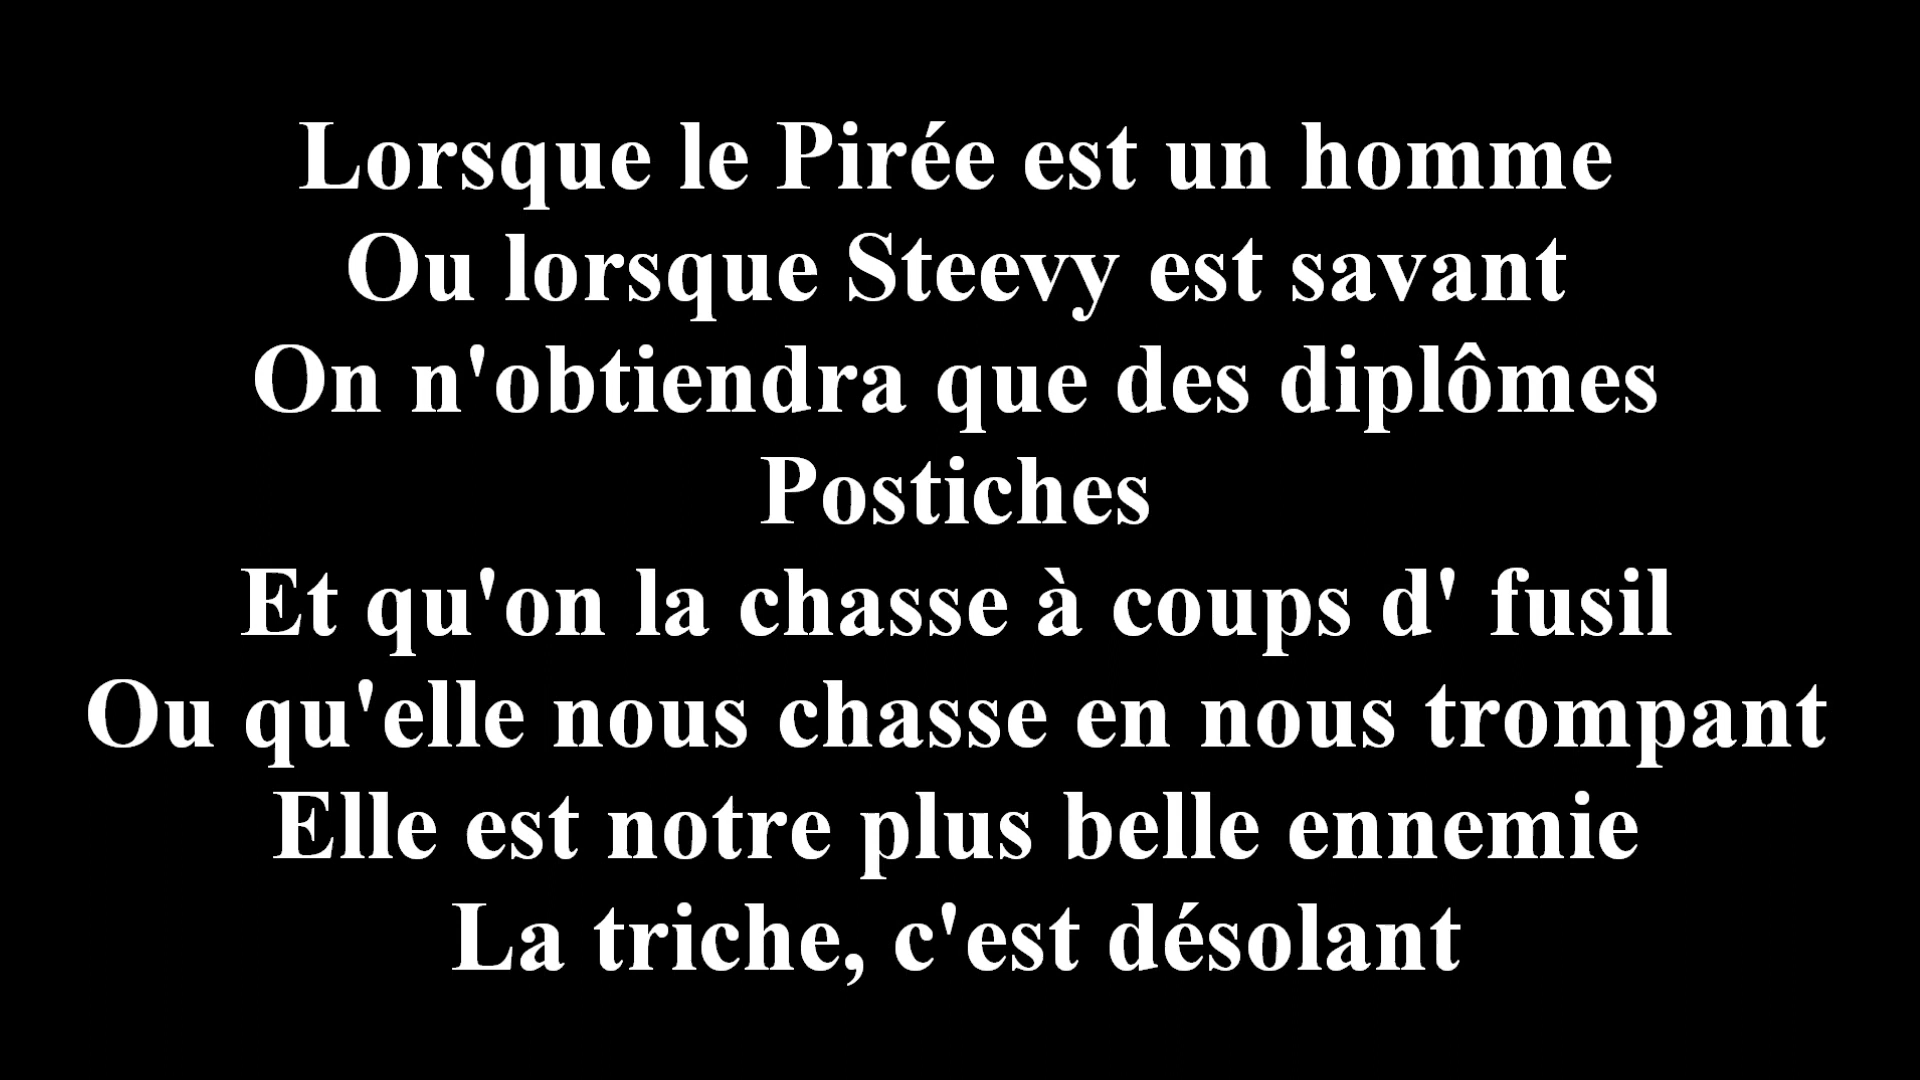 Lorsque le Pirée est un homme
Ou lorsque Steevy est savant
On n'obtiendra que des diplômes
Postiches
Et qu'on la chasse à coups d' fusil
Ou qu'elle nous chasse en nous trompant
Elle est notre plus belle ennemie
La triche, c'est désolant